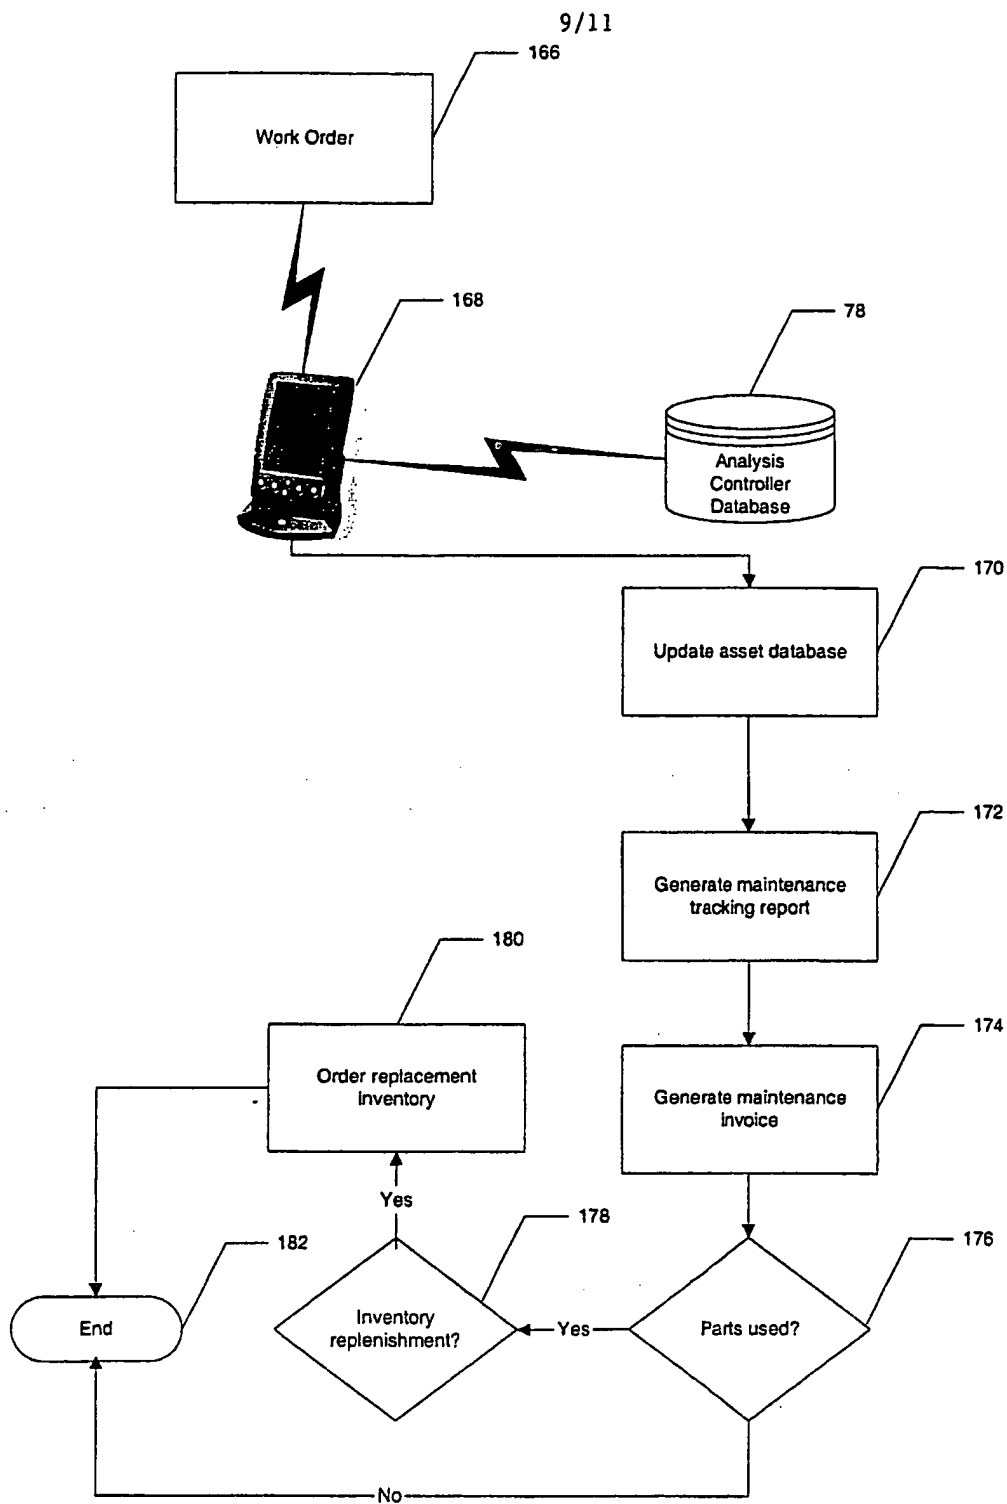 9/11
166
Work Order
168
78
Analysis
Controller
Database
170
Update asset database
172
Generate maintenance
tracking report
180
174
Order replacement
inventory
Generate maintenance
invoice
Yes
178
176
182
End
Inventory
replenishment?
Yes
Parts used?
No